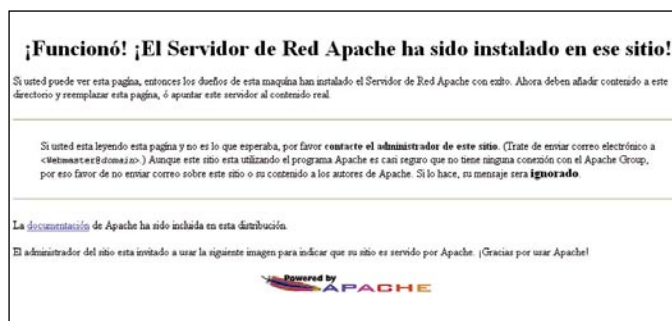 ¡Funcionó! ¡El Servidor de Red Apache ha sido instalado en ese sitio!
Si usted puede ver esta pagina, entonces los dueños de esta maquina han instalado el Servidor de Red Apache con exito. Ahora deben añadir contenido a este
directorio y reemplazar esta pagina, ó apuntar este servidor al contenido real.
Si usted esta leyendo esta pagina y no es lo que esperaba, por favor contacte el administrador de este sitio. (Trate de enviar correo electrónico a
<Webmaster@domain>.) Aunque este sitio esta utilizando el programa Apache es casi seguro que no tiene ninguna conexión con el Apache Group,
por eso favor de no enviar correo sobre este sitio o su contenido a los autores de Apache. Si lo hace, su mensaje sera ignorado.
La documentación de Apache ha sido incluida en esta distribución.
El administrador del sitio esta invitado a usar la siguiente imagen para indicar que su sitio es servido por Apache. ¡Gracias por usar Apache!
Powered by
APACHE